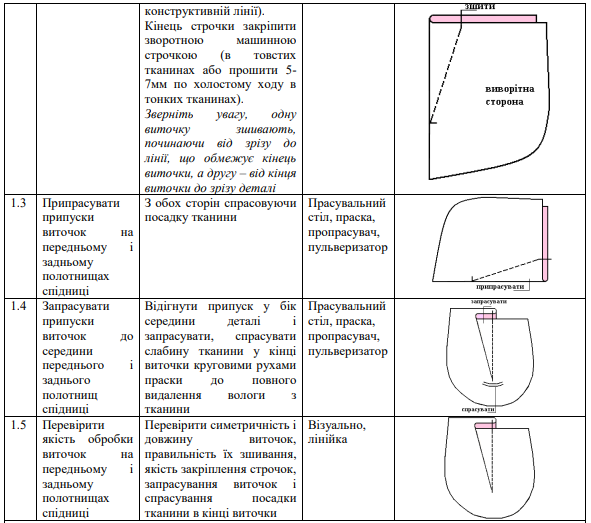 конструктивній лінії).
Кінець строчки закріпити
зворотною машинною
строчкою (в товстих
тканинах або прошити 5-
7мм по холостому ходу в
тонких тканинах).
Зверніть увагу, одну
виточку зшивають,
починаючи від зрізу до
лінії, що обмежує кінець
виточки, а другу – від кінця
виточки до зрізу деталі
зшити
виворітна
сторона
1.3
Припрасувати
припуски
виточок на
передньому і
задньому
полотнищах
спідниці
З обох сторін спрасовуючи
посадку тканини
Прасувальний
стіл, праска,
пропрасувач,
пульверизатор
припрасувати
1.4
Запрасувати
припуски
виточок до
середини
переднього і
заднього
полотнищ
спідниці
Відігнути припуск у бік
середини деталі і
запрасувати, спрасувати
слабину тканини у кінці
виточки круговими рухами
праски до повного
видалення вологи з
тканини
Прасувальний
стіл, праска,
пропрасувач,
пульверизатор
запрасувати
спрасувати
1.5
Перевірити
якість обробки
виточок на
передньому і
задньому
полотнищах
спідниці
Перевірити симетричність і
довжину виточок,
правильність їх зшивання,
якість закріплення строчок,
запрасування виточок і
спрасування посадки
тканини в кінці виточки
Візуально,
лінійка